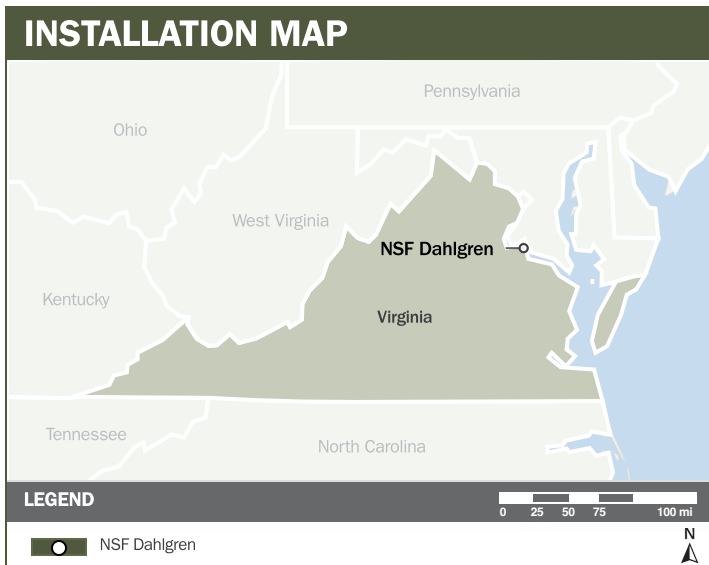 INSTALLATION MAP
Pennsylvania
Ohio
West Virginia
NSF Dahlgren
Kentucky
Virginia
Tennessee
North Carolina
LEGEND
0 25 50 75 100 mi
NSF Dahlgren
N